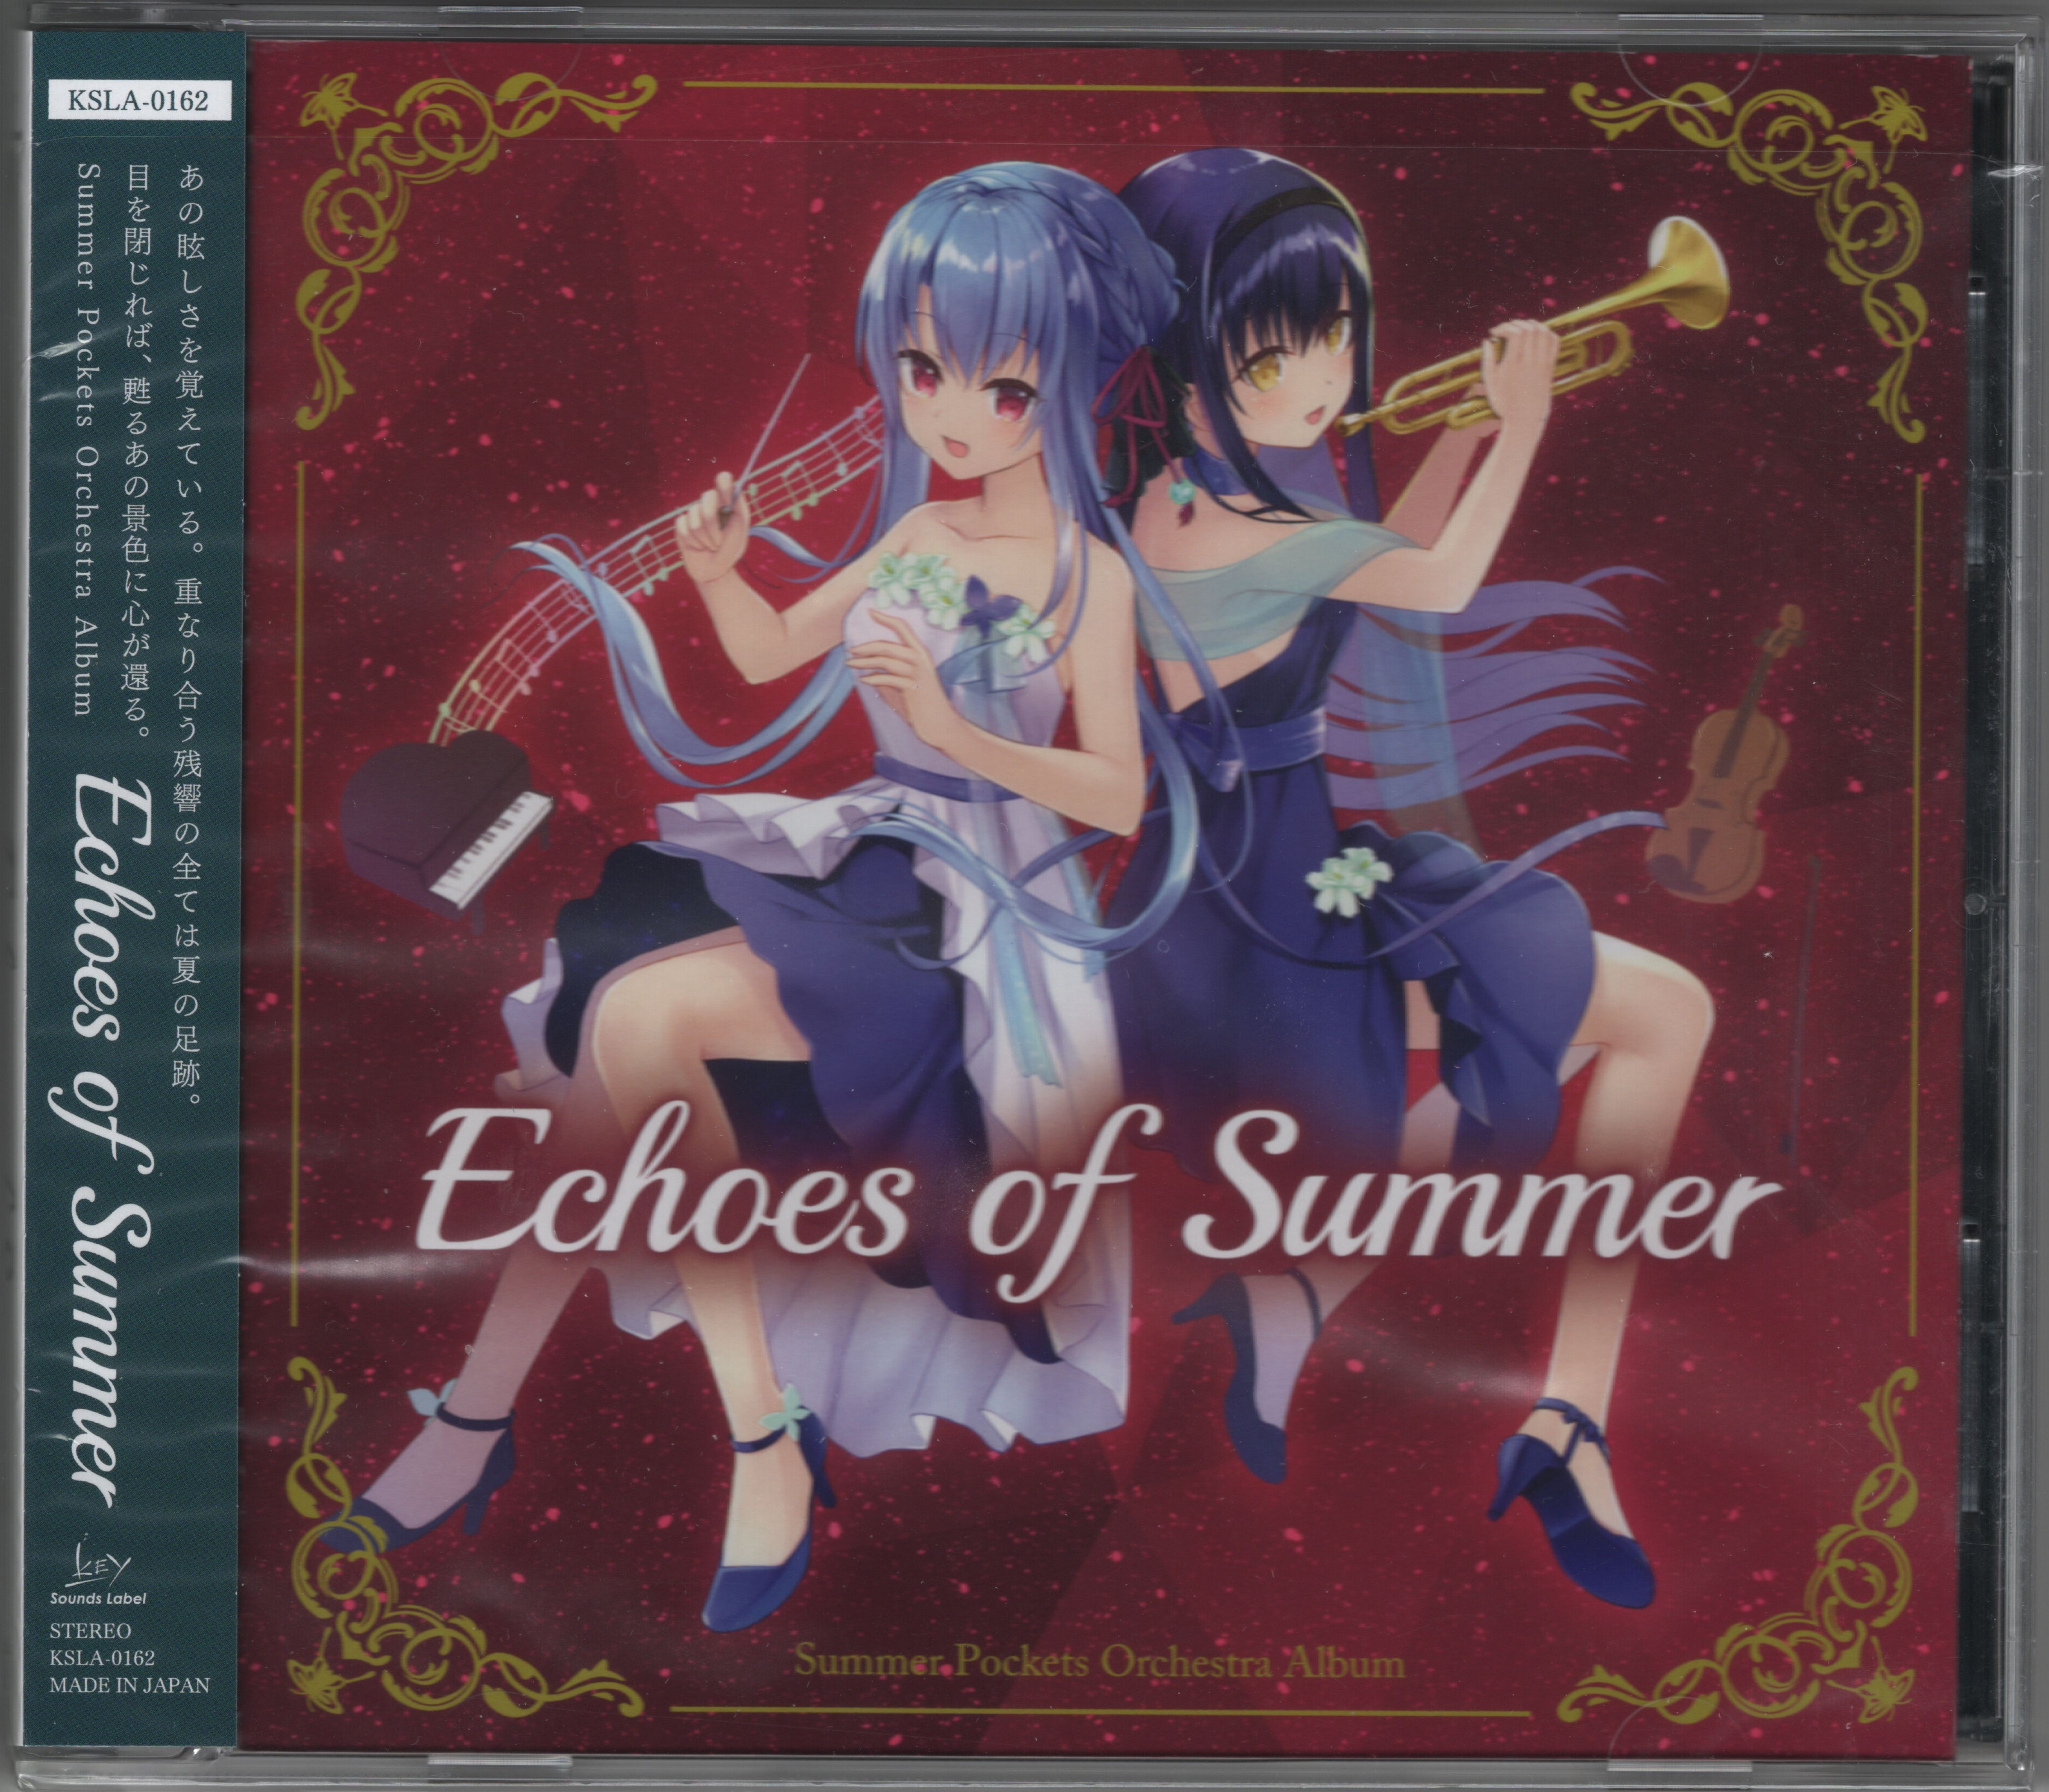 KSLA-0162
あの眩しさを覚えている。重なり合う残響の全ては夏の足跡。
目を閉じれば、甦るあの景色に心が還る。
Summer Pockets Orchestra Album
Echoes of Summer
KEY
Sounds Label
STEREO
KSLA-0162
MADE IN JAPAN
Echoes of Summer
Summer Pockets Orchestra Album